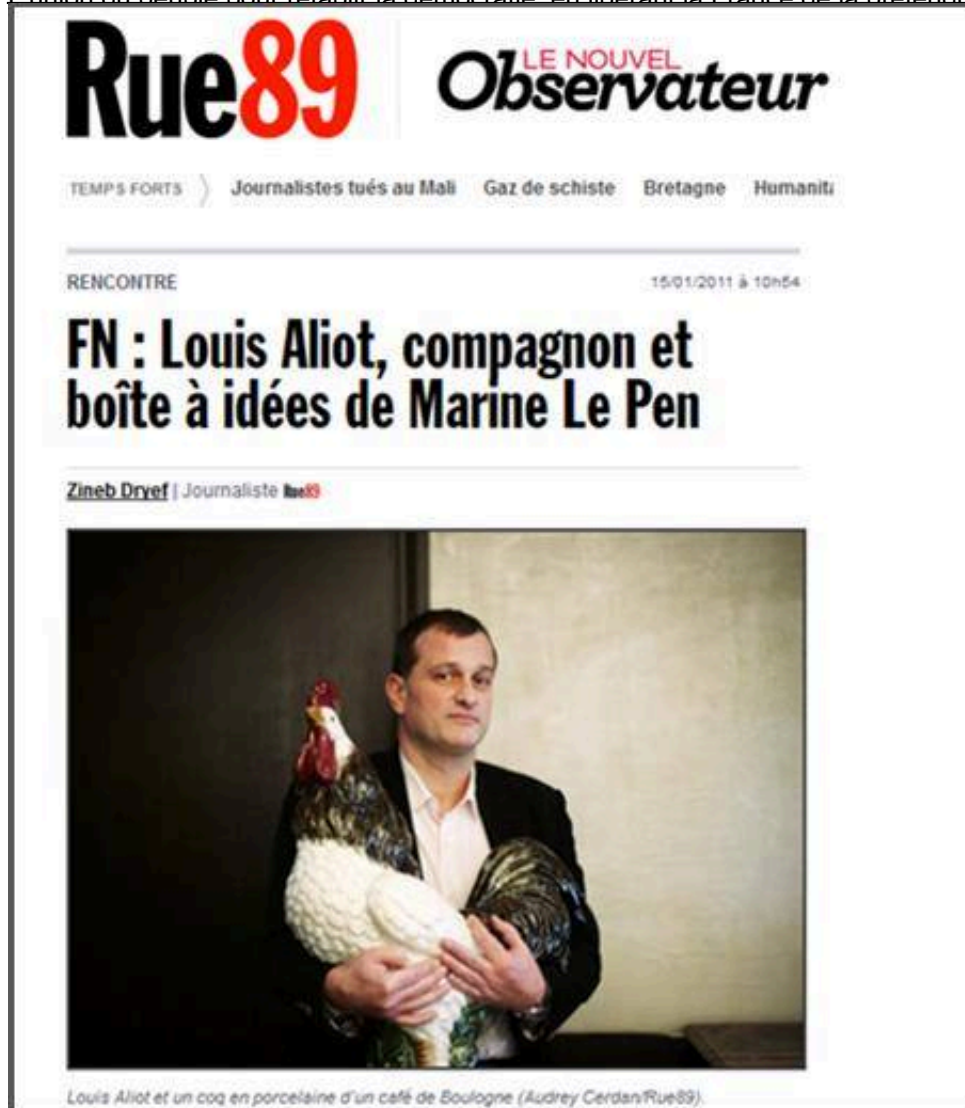 Rue89
LE NOUVEL
Observateur
TEMPS FORTS Journalistes tués au Mali Gaz de schiste Bretagne Humanita
RENCONTRE 15/01/2011 à 10h54
FN : Louis Aliot, compagnon et
boîte à idées de Marine Le Pen
Zineb Dryef | Journaliste Rue89
Louis Aliot et un coq en porcelaine d'un café de Boulogne (Audrey Cerdan/Rue89).